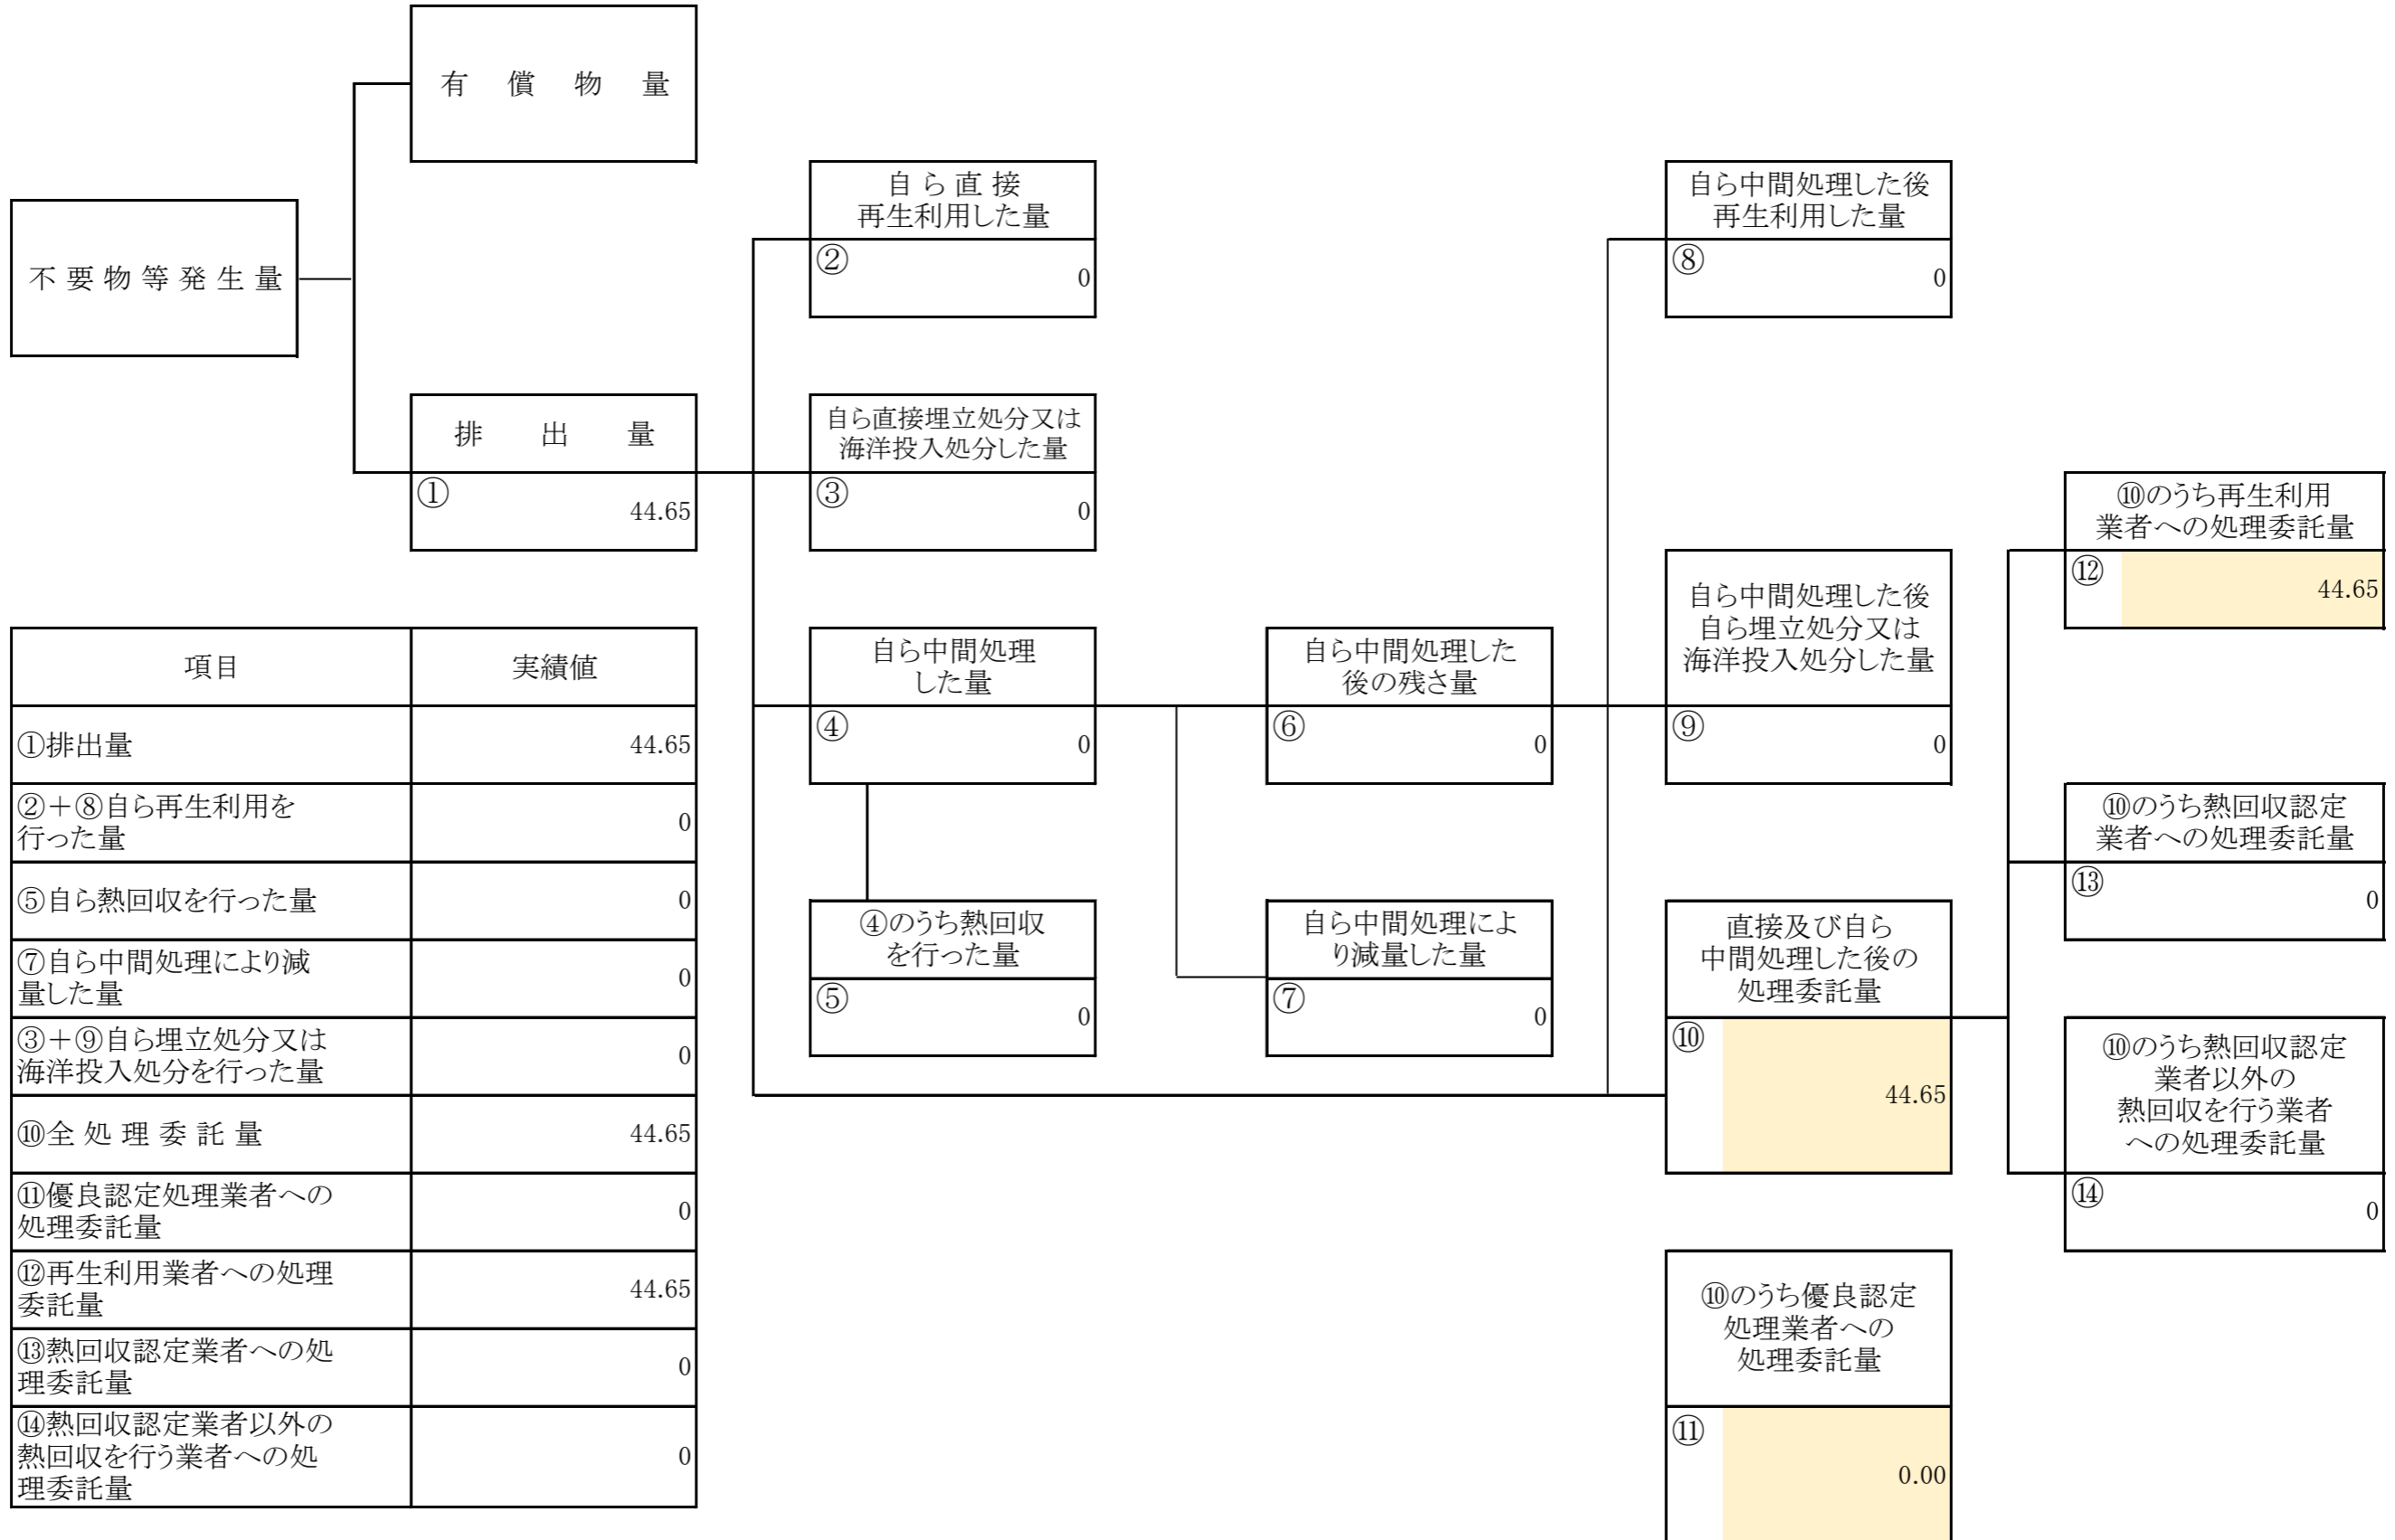 有 償 物 量
自 ら 直 接
再生利用した量
②
0
自ら中間処理した後
再生利用した量
⑧
0
不 要 物 等 発 生 量
排 出 量
①
44.65
自ら直接埋立処分又は
海洋投入処分した量
③
0
⑩のうち再生利用
業者への処理委託量
⑫
44.65
自ら中間処理
した量
④
0
自ら中間処理した
後の残さ量
⑥
0
自ら中間処理した後
自ら埋立処分又は
海洋投入処分した量
⑨
0
⑩のうち熱回収認定
業者への処理委託量
⑬
0
④のうち熱回収
を行った量
⑤
0
自ら中間処理によ
り減量した量
⑦
0
直接及び自ら
中間処理した後の
処理委託量
⑩
44.65
⑩のうち熱回収認定
業者以外の
熱回収を行う業者
への処理委託量
⑭
0
⑩のうち優良認定
処理業者への
処理委託量
⑪
0.00
項目 実績値
①排出量 44.65
②＋⑧自ら再生利用を
行った量
0
⑤自ら熱回収を行った量 0
⑦自ら中間処理により減
量した量
0
③＋⑨自ら埋立処分又は
海洋投入処分を行った量
0
⑩全 処 理 委 託 量 44.65
⑪優良認定処理業者への
処理委託量
0
⑫再生利用業者への処理
委託量
44.65
⑬熱回収認定業者への処
理委託量
0
⑭熱回収認定業者以外の
熱回収を行う業者への処
理委託量
0